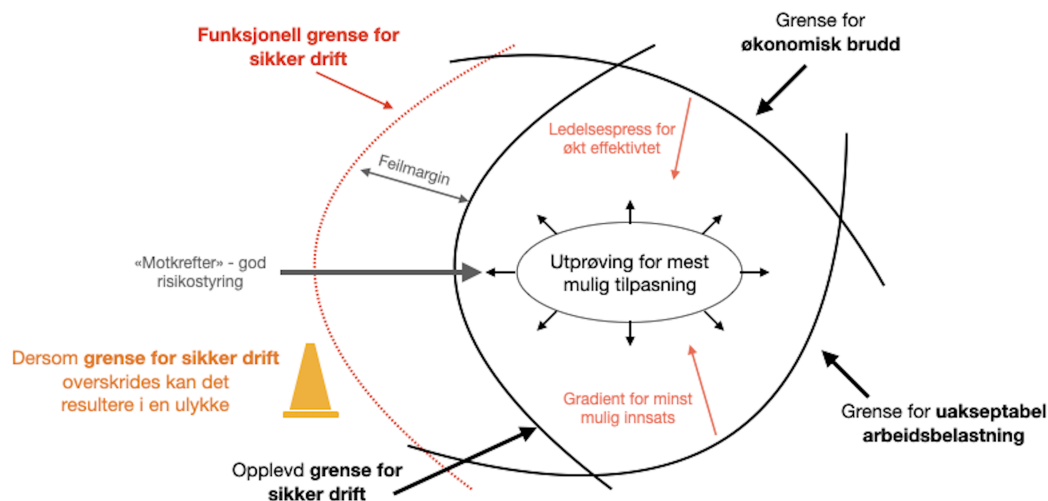 Grense for
økonomisk brudd
Funksjonell grense for
sikker drift
Ledelsespress for
økt effektivtet
Feilmargin
«Motkrefter» - god
risikostyring
Utprøving for mest
mulig tilpasning
Dersom grense for sikker drift
overskrides kan det
resultere i en ulykke
Gradient for minst
mulig innsats
Grense for uakseptabel
arbeidsbelastning
Opplevd grense for
sikker drift